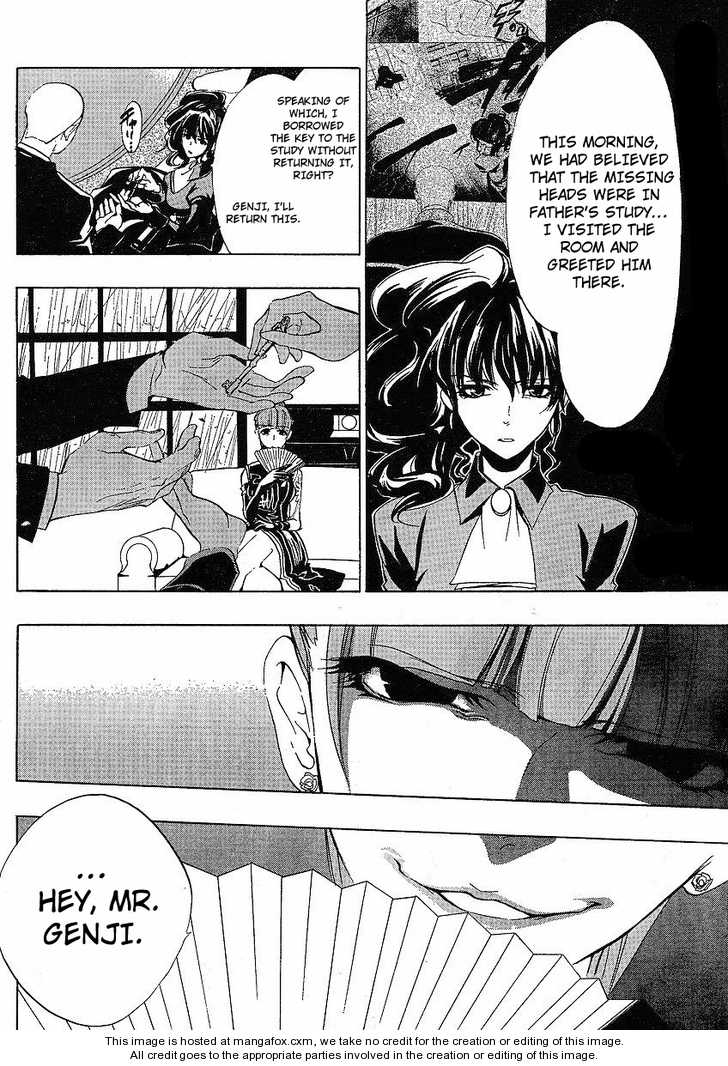 THIS MORNING,
WE HAD BELIEVED
THAT THE MISSING
HEADS WERE IN
FATHER'S STUDY...
I VISITED THE
ROOM AND
GREETED HIM
THERE.
SPEAKING OF
WHICH, I
BORROWED
THE KEY TO THE
STUDY WITHOUT
RETURNING IT,
RIGHT?
GENJI, I'LL
RETURN THIS.
...
HEY, MR.
GENJI.
This image is hosted at mangafox.cxm, we take no credit for the creation or editing of this image.
All credit goes to the appropriate parties involved in the creation or editing of this image.